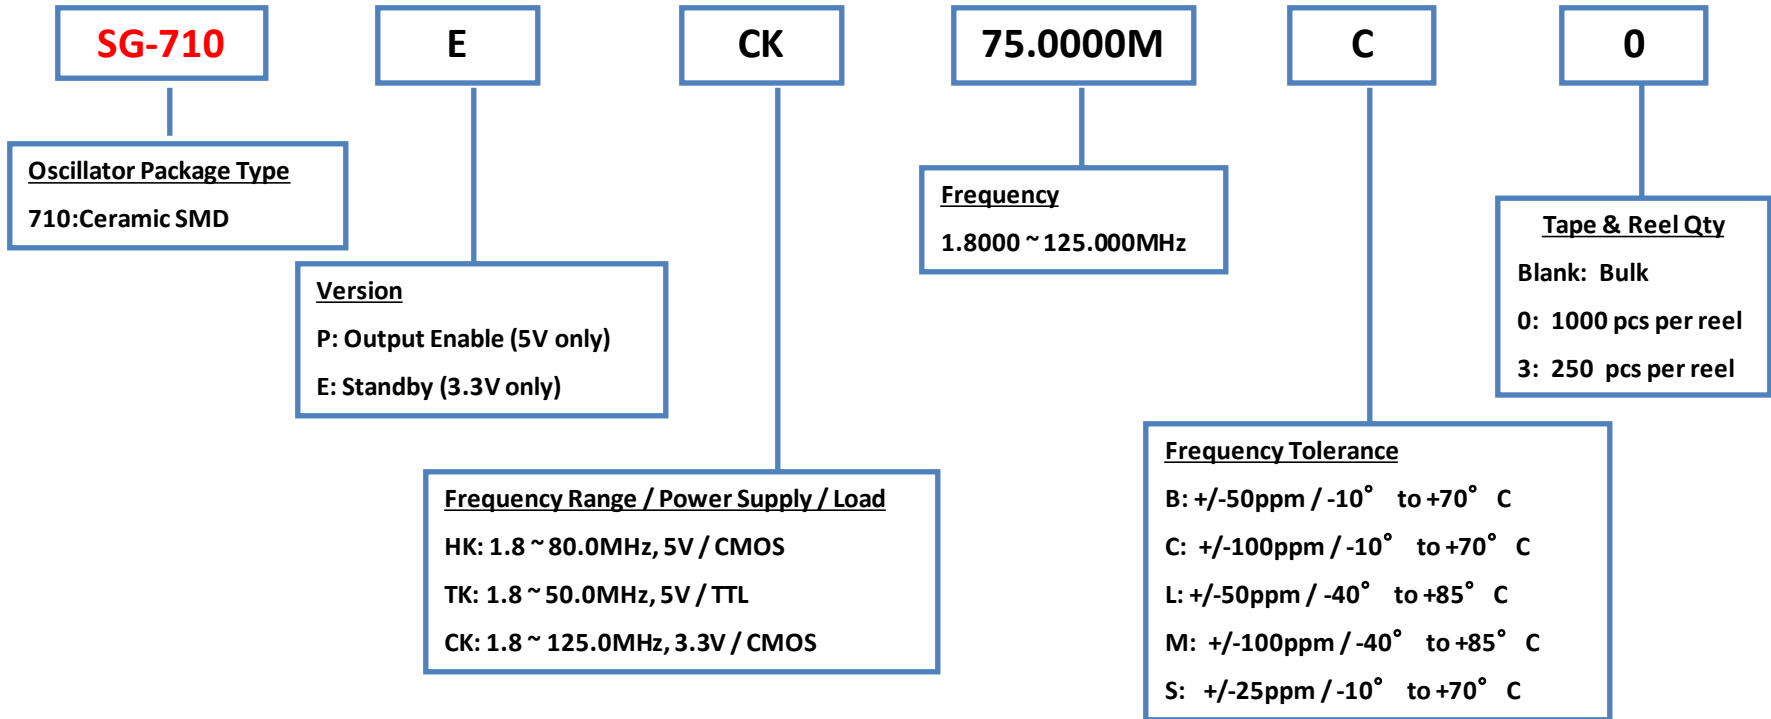 SG-710
E
CK
75.0000M
C
0
Oscillator Package Type
710:Ceramic SMD
Version
P: Output Enable (5V only)
E: Standby (3.3V only)
Frequency Range / Power Supply / Load
HK: 1.8 ~ 80.0MHz, 5V / CMOS
TK: 1.8 ~ 50.0MHz, 5V / TTL
CK: 1.8 ~ 125.0MHz, 3.3V / CMOS
Frequency
1.8000 ~ 125.000MHz
Frequency Tolerance
B: +/-50ppm / -10° to +70° C
C: +/-100ppm / -10° to +70° C
L: +/-50ppm / -40° to +85° C
M: +/-100ppm / -40° to +85° C
S: +/-25ppm / -10° to +70° C
Tape & Reel Qty
Blank: Bulk
0: 1000 pcs per reel
3: 250 pcs per reel